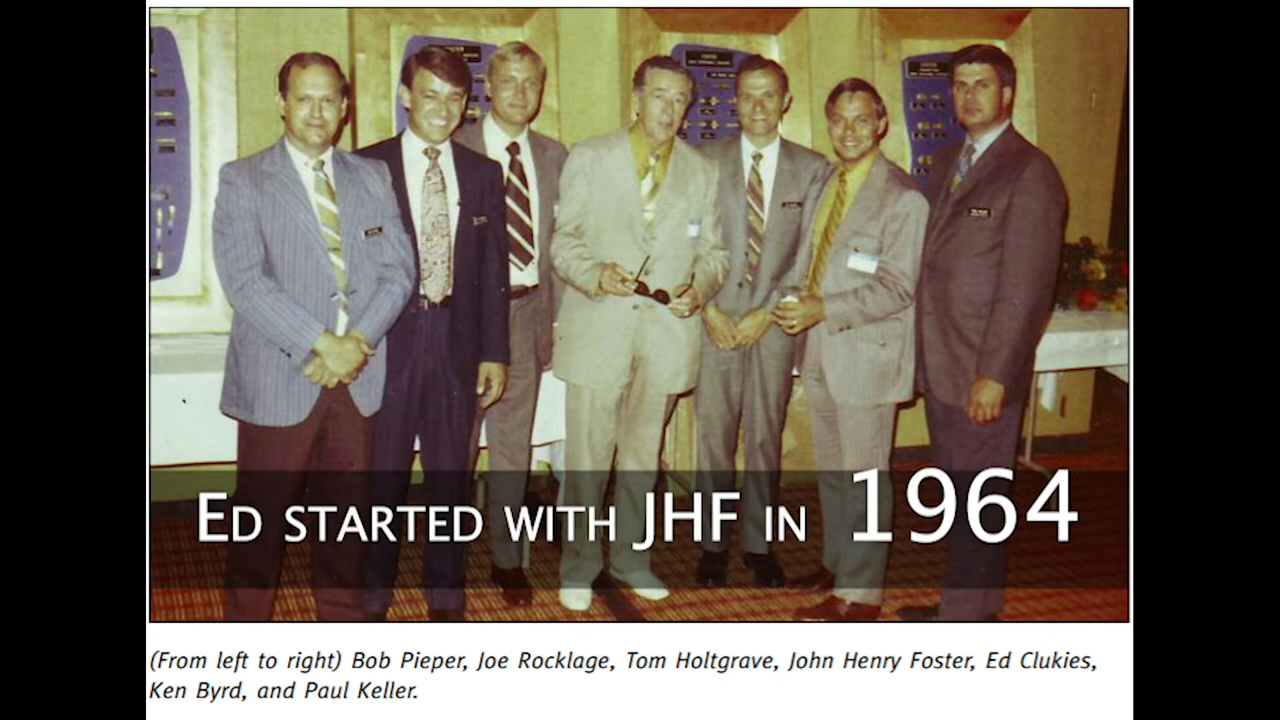 ED STARTED WITH JHF IN 1964
(From left to right) Bob Pieper, Joe Rocklage, Tom Holtgrave, John Henry Foster, Ed Clukies,
Ken Byrd, and Paul Keller.